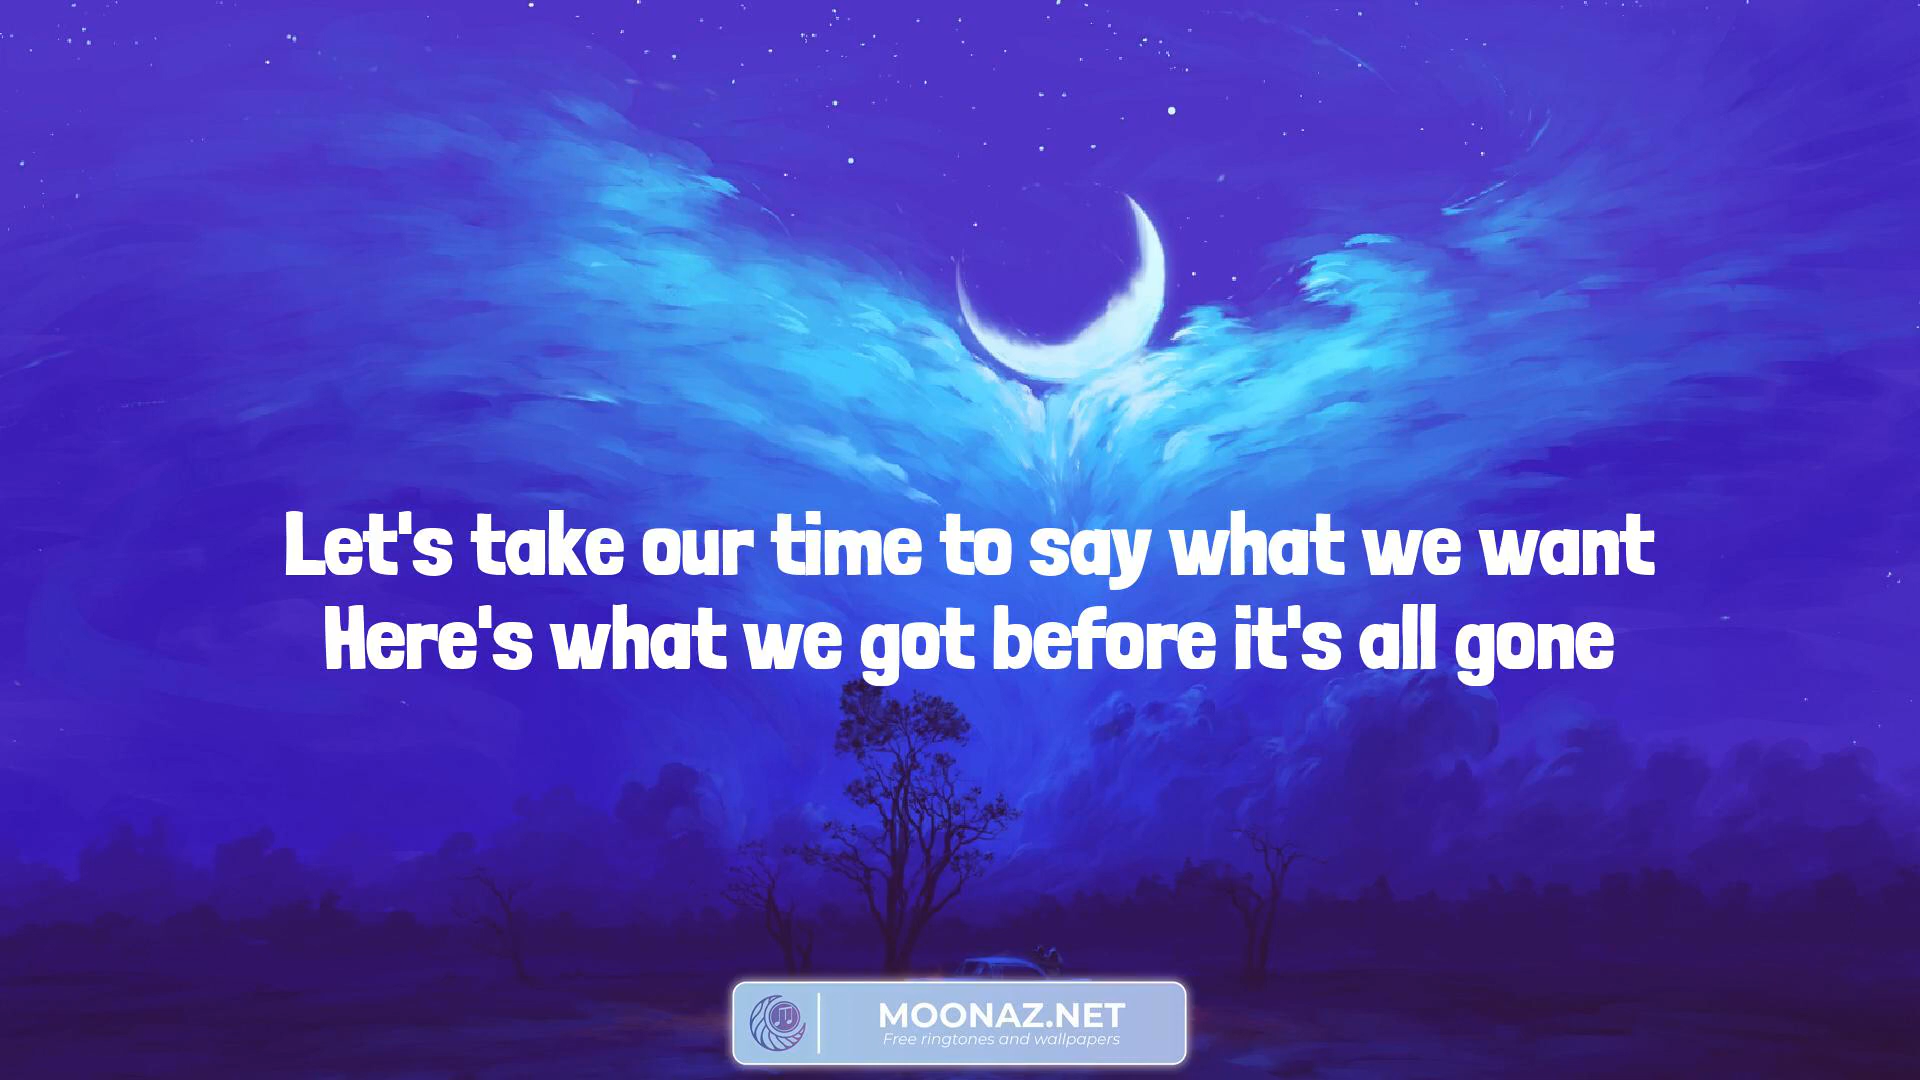 Let's take our time to say what we want
Here's what we got before it's all gone
MOONAZ.NET
Free ringtones and wallpapers